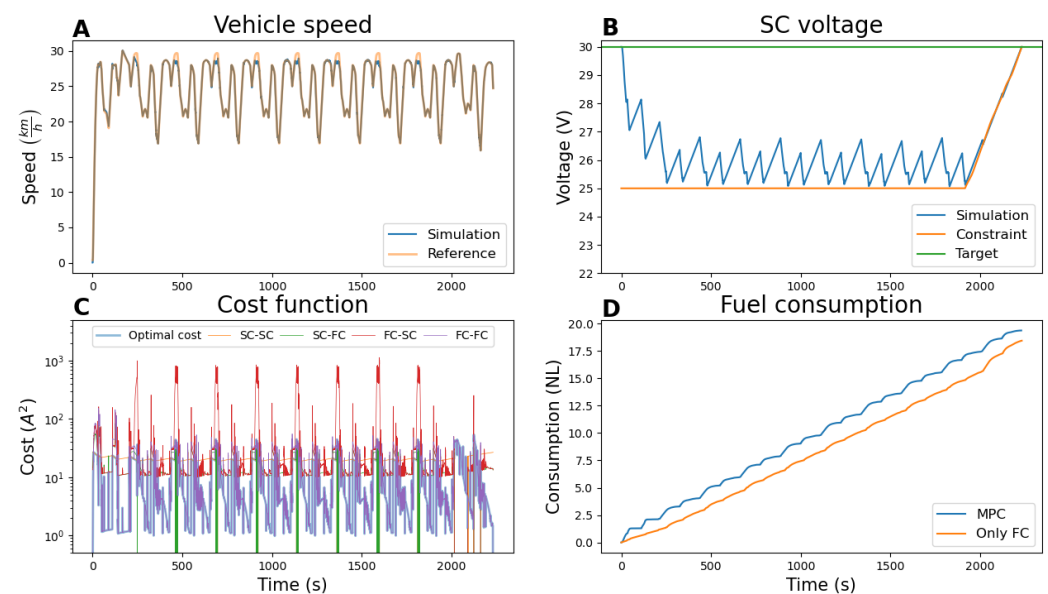 A
Vehicle speed
Speed (km/h)
30
25
20
15
10
5
0
0 500 1000 1500 2000
Simulation
Reference
B
SC voltage
Voltage (V)
30
29
28
27
26
25
24
23
22
0 500 1000 1500 2000
Simulation
Constraint
Target
C
Cost function
Optimal cost SC-SC SC-FC FC-SC FC-FC
Cost (A²)
10³
10²
10¹
10⁰
0 500 1000 1500 2000
Time (s)
D
Fuel consumption
Consumption (NL)
20.0
17.5
15.0
12.5
10.0
7.5
5.0
2.5
0.0
0 500 1000 1500 2000
Time (s)
MPC
Only FC